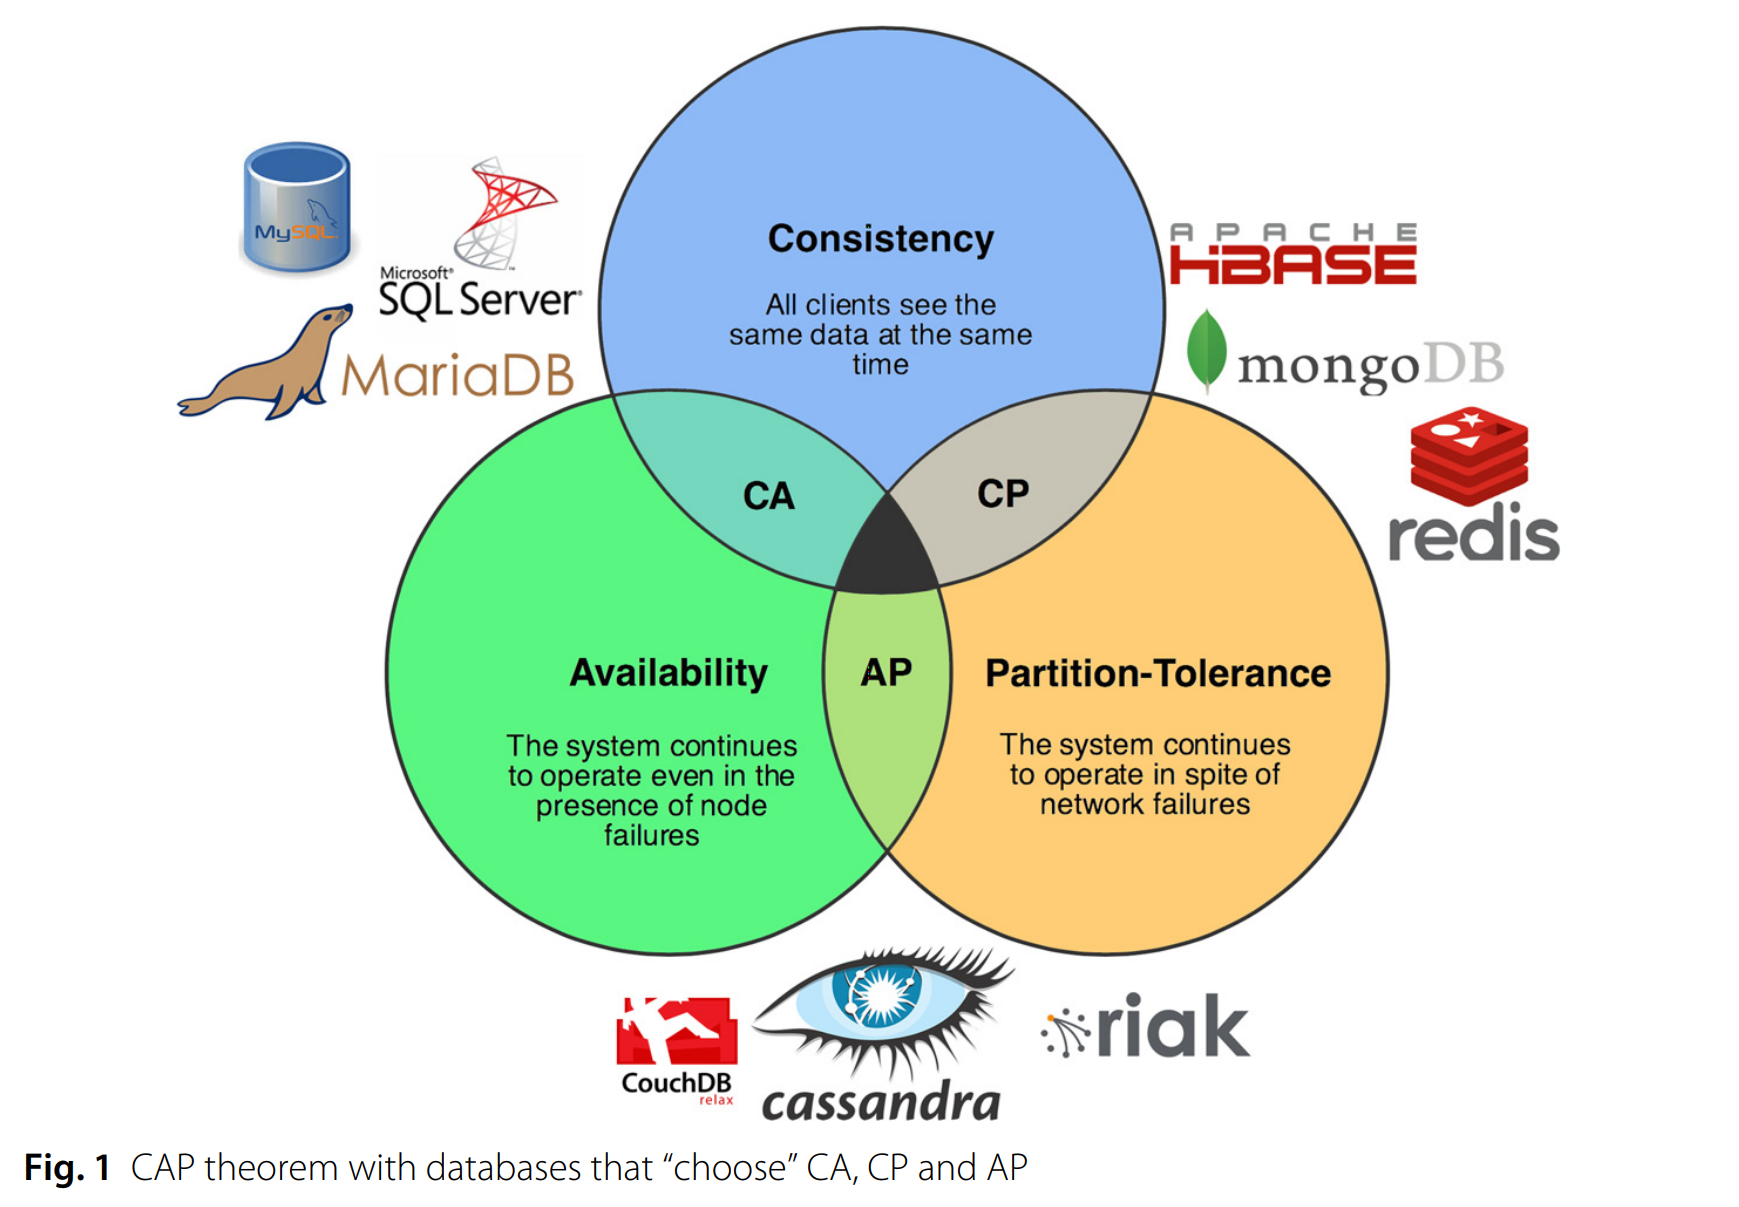 MySQL
Microsoft®
SQL Server®
MariaDB
Consistency
All clients see the
same data at the same
time
APACHE
HBASE
mongoDB
redis
CA
CP
Availability
The system continues
to operate even in the
presence of node
failures
AP
Partition-Tolerance
The system continues
to operate in spite of
network failures
CouchDB
relax
cassandra
riak
Fig. 1 CAP theorem with databases that “choose” CA, CP and AP